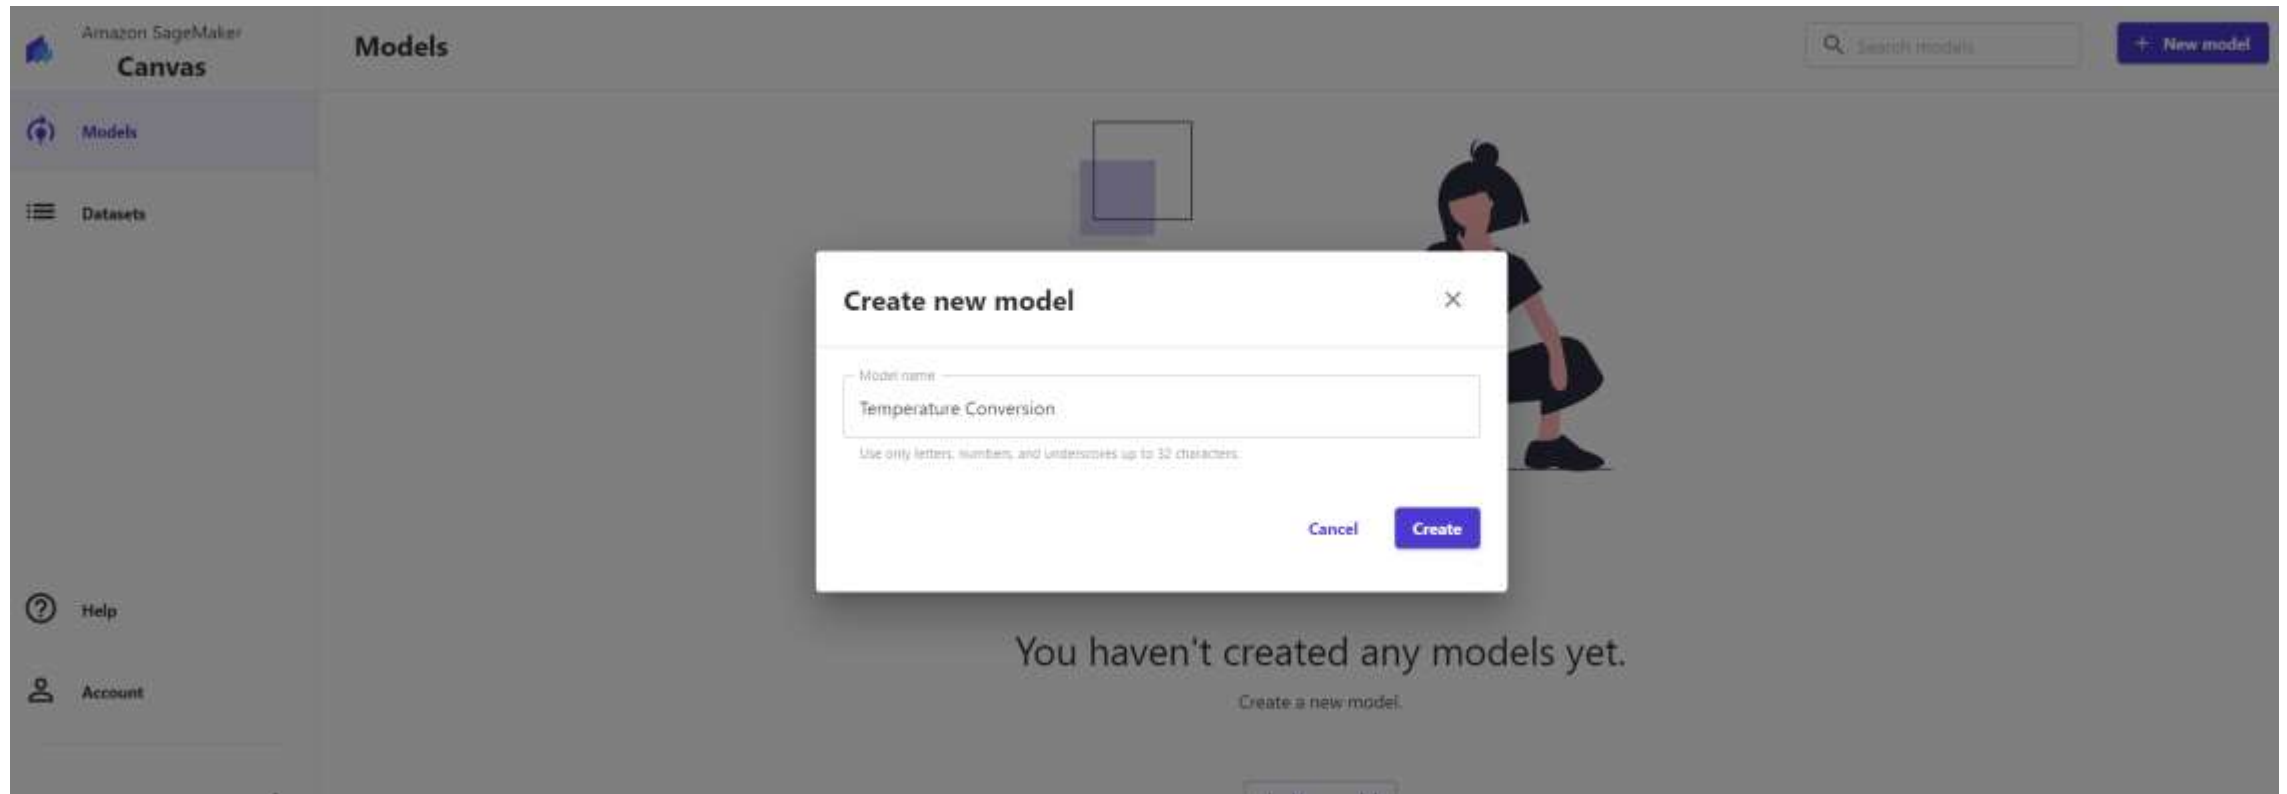 Amazon SageMaker
Canvas
Models
Search models
+ New model
Models
Datasets
Create new model
Model name
Temperature Conversion
Use only letters, numbers, and underscores up to 32 characters.
Cancel
Create
Help
Account
You haven't created any models yet.
Create a new model.